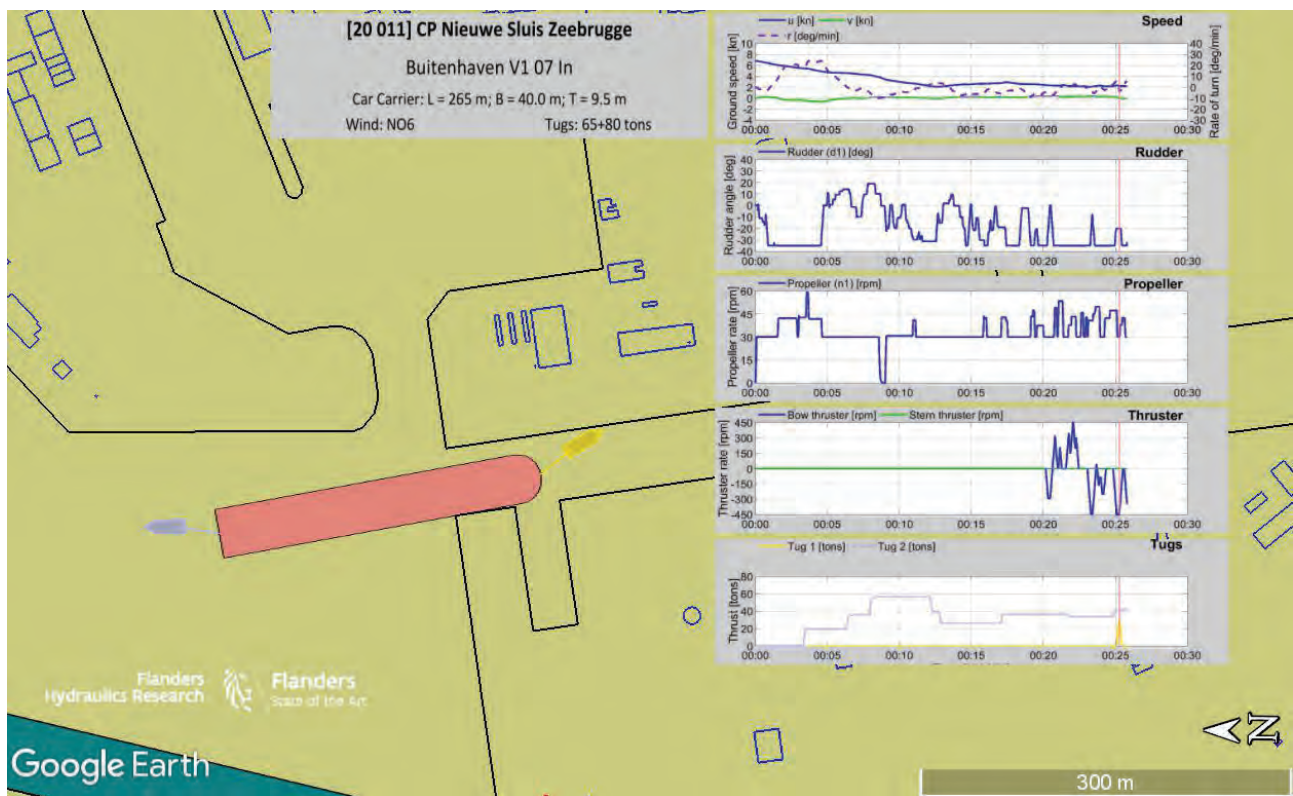 [20 011] CP Nieuwe Sluis Zeebrugge
Buitenhaven V1 07 In
Car Carrier: L = 265 m; B = 40.0 m; T = 9.5 m
Wind: NO6 Tugs: 65+80 tons
u [kn] v [kn] Speed
r [deg/min]
Ground speed [kn]
10
8
6
4
2
0
-2
-4
40
30
20
10
0
-10
-20
-30
Rate of turn [deg/min]
00:00 00:05 00:10 00:15 00:20 00:25 00:30
Rudder (d1) [deg] Rudder
Rudder angle [deg]
40
30
20
10
0
-10
-20
-30
-40
00:00 00:05 00:10 00:15 00:20 00:25 00:30
Propeller (n1) [rpm] Propeller
Propeller rate [rpm]
60
45
30
15
0
00:00 00:05 00:10 00:15 00:20 00:25 00:30
Bow thruster [rpm] Stern thruster [rpm] Thruster
Thruster rate [rpm]
450
300
150
0
-150
-300
-450
00:00 00:05 00:10 00:15 00:20 00:25 00:30
Tug 1 [tons] Tug 2 [tons] Tugs
Thrust [tons]
80
60
40
20
0
00:00 00:05 00:10 00:15 00:20 00:25 00:30
Flanders
Hydraulics Research
Flanders
State of the Art
Google Earth
N
300 m